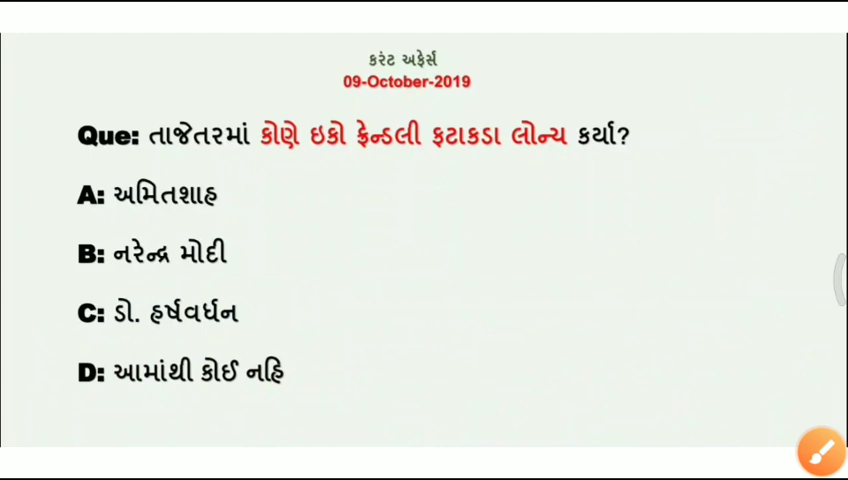 કરંટ અફેર્સ
09-October-2019
Que: તાજેતરમાં કોણે ઇકો ફ્રેન્ડલી ફટાકડા લોન્ચ કર્યા?
A: અમિતશાહ
B: નરેન્દ્ર મોદી
C: ડો. હર્ષવર્ધન
D: આમાંથી કોઈ નહિ